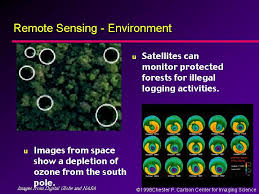 Remote Sensing - Environment
Satellites can
monitor protected
forests for illegal
logging activities.
Images from space
show a depletion of
ozone from the south
pole.
Images from Digital Globe and NASA
©1998Chester F. Carlson Center for Imaging Science